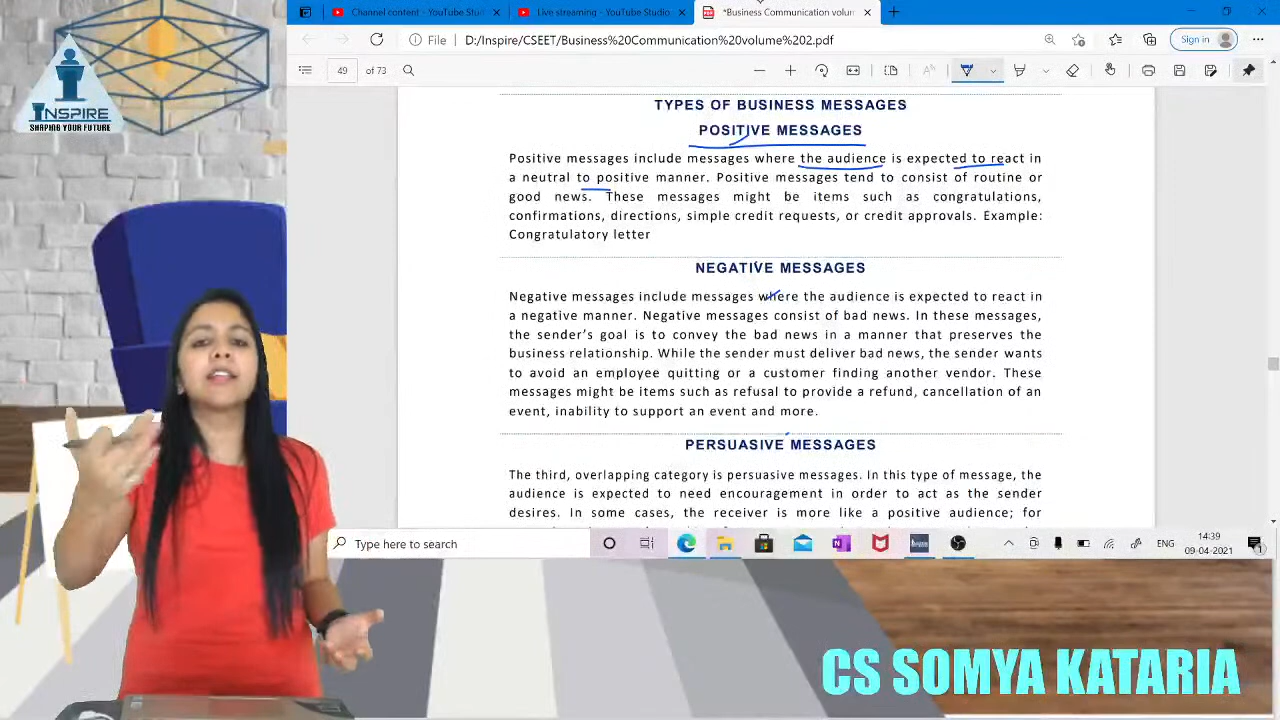 Channel content - YouTube Stud
Live streaming - YouTube Studio
*Business Communication volum
File
D:/Inspire/CSEET/Business%20Communication%20volume%202.pdf
Sign in
49 of 73
INSPIRE
SHAPING YOUR FUTURE
TYPES OF BUSINESS MESSAGES
POSITIVE MESSAGES
Positive messages include messages where the audience is expected to react in
a neutral to positive manner. Positive messages tend to consist of routine or
good news. These messages might be items such as congratulations,
confirmations, directions, simple credit requests, or credit approvals. Example:
Congratulatory letter
NEGATIVE MESSAGES
Negative messages include messages where the audience is expected to react in
a negative manner. Negative messages consist of bad news. In these messages,
the sender's goal is to convey the bad news in a manner that preserves the
business relationship. While the sender must deliver bad news, the sender wants
to avoid an employee quitting or a customer finding another vendor. These
messages might be items such as refusal to provide a refund, cancellation of an
event, inability to support an event and more.
PERSUASIVE MESSAGES
The third, overlapping category is persuasive messages. In this type of message, the
audience is expected to need encouragement in order to act as the sender
desires. In some cases, the receiver is more like a positive audience; for
Type here to search
ENG
14:39
09-04-2021
CS SOMYA KATARIA